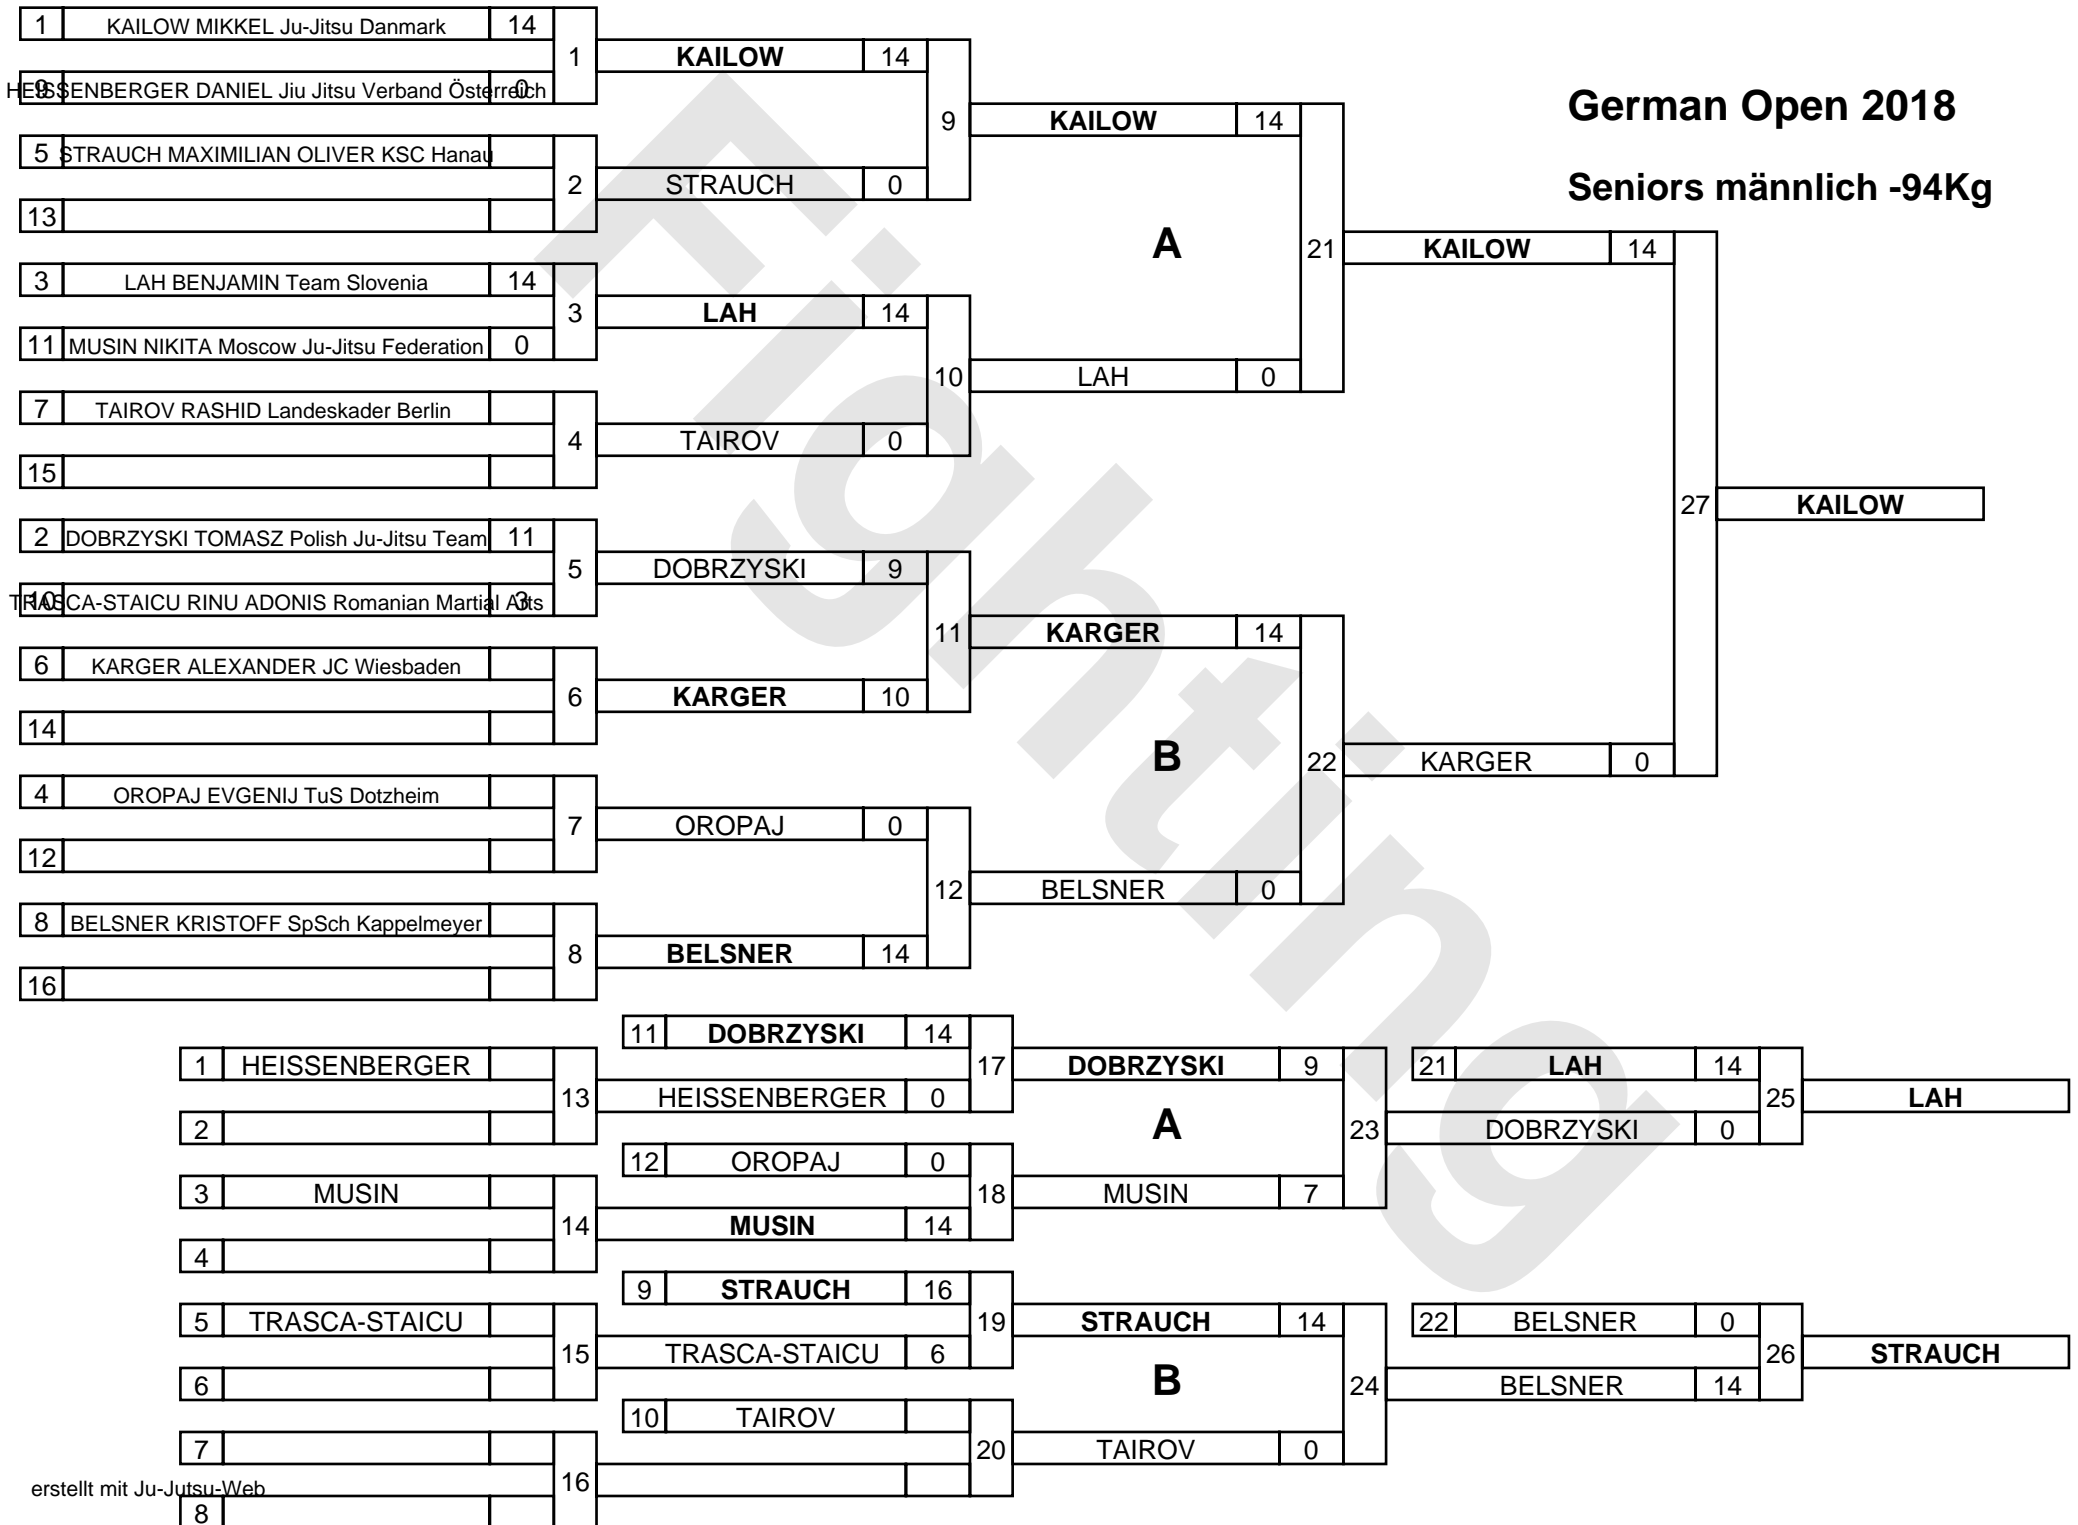 German Open 2018
Seniors männlich -94Kg
Fighting
1 KAILOW MIKKEL Ju-Jitsu Danmark 14
9 HEISSENBERGER DANIEL Jiu Jitsu Verband Österreich 0
1
5 STRAUCH MAXIMILIAN OLIVER KSC Hanau
13
2
3 LAH BENJAMIN Team Slovenia 14
11 MUSIN NIKITA Moscow Ju-Jitsu Federation 0
3
7 TAIROV RASHID Landeskader Berlin
15
4
2 DOBRZYSKI TOMASZ Polish Ju-Jitsu Team 11
10 TRASCA-STAICU RINU ADONIS Romanian Martial Arts 3
5
6 KARGER ALEXANDER JC Wiesbaden
14
6
4 OROPAJ EVGENIJ TuS Dotzheim
12
7
8 BELSNER KRISTOFF SpSch Kappelmeyer
16
8
KAILOW 14
STRAUCH 0
9
LAH 14
TAIROV 0
10
DOBRZYSKI 9
KARGER 10
11
OROPAJ 0
BELSNER 14
12
KAILOW 14
A
LAH 0
21
KARGER 14
B
BELSNER 0
22
KAILOW 14
KARGER 0
27
KAILOW
1 HEISSENBERGER
2
13
3 MUSIN
4
14
5 TRASCA-STAICU
6
15
7
8
16
11 DOBRZYSKI 14
HEISSENBERGER 0
17
12 OROPAJ 0
MUSIN 14
18
9 STRAUCH 16
TRASCA-STAICU 6
19
10 TAIROV
20
DOBRZYSKI 9
A
MUSIN 7
23
STRAUCH 14
B
TAIROV 0
24
21 LAH 14
DOBRZYSKI 0
25
LAH
22 BELSNER 0
BELSNER 14
26
STRAUCH
erstellt mit Ju-Jutsu-Web